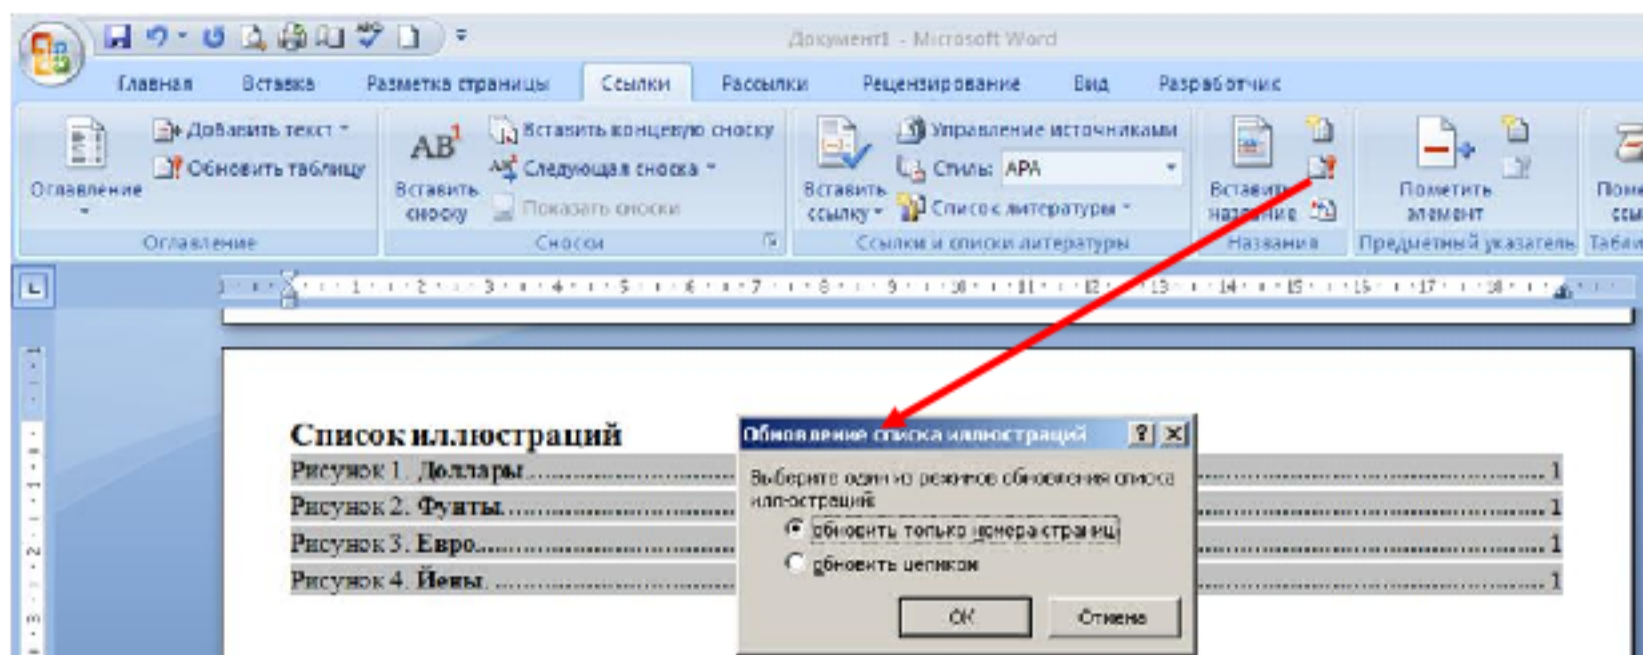 Документ1 - Microsoft Word
Главная Вставка Разметка страницы Ссылки Рассылки Рецензирование Вид Разработчик
Добавить текст
Обновить таблицу
Оглавление
Оглавление
AB1
Вставить сноску
Вставить концевую сноску
Следующая сноска
Показать сноски
Сноски
Вставить ссылку
Управление источниками
Стиль: APA
Список литературы
Ссылки и списки литературы
Вставить название
Названия
Пометить элемент
Предметный указатель
Список иллюстраций
Рисунок 1. Доллары 1
Рисунок 2. Фунты 1
Рисунок 3. Евро 1
Рисунок 4. Йены. 1
Обновление списка иллюстраций
Выберите один из режимов обновления списка
иллюстраций:
обновить только номера страниц
обновить целиком
OK Отмена